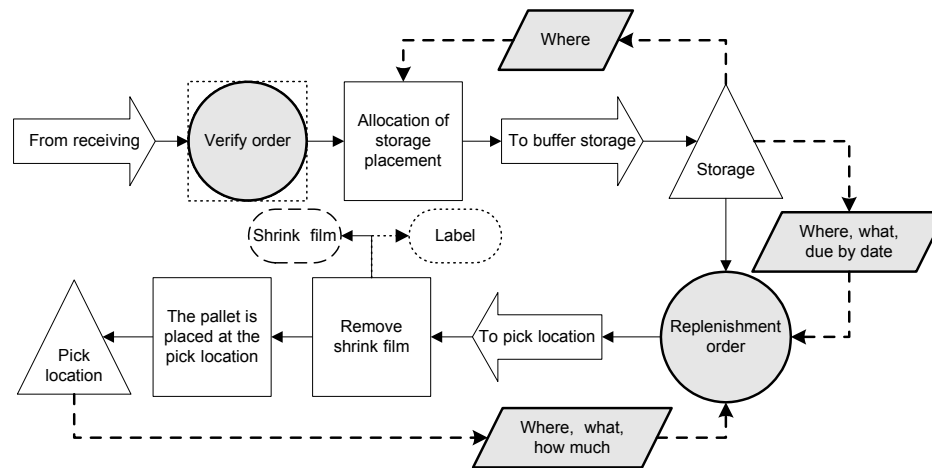 Where
From receiving
Verify order
Allocation of
storage
placement
To buffer storage
Storage
Shrink film
Label
Where, what,
due by date
Pick
location
The pallet is
placed at the
pick location
Remove
shrink film
To pick location
Replenishment
order
Where, what,
how much